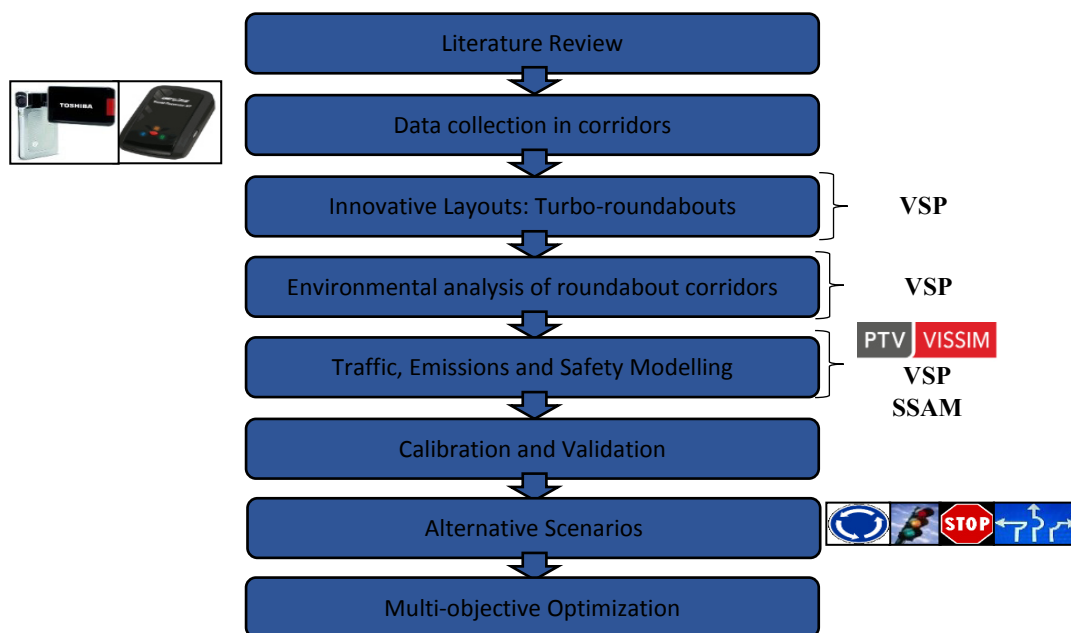 Literature Review
TOSHIBA
Data collection in corridors
Innovative Layouts: Turbo-roundabouts
VSP
Environmental analysis of roundabout corridors
VSP
PTV VISSIM
Traffic, Emissions and Safety Modelling
VSP
SSAM
Calibration and Validation
Alternative Scenarios
STOP
Multi-objective Optimization